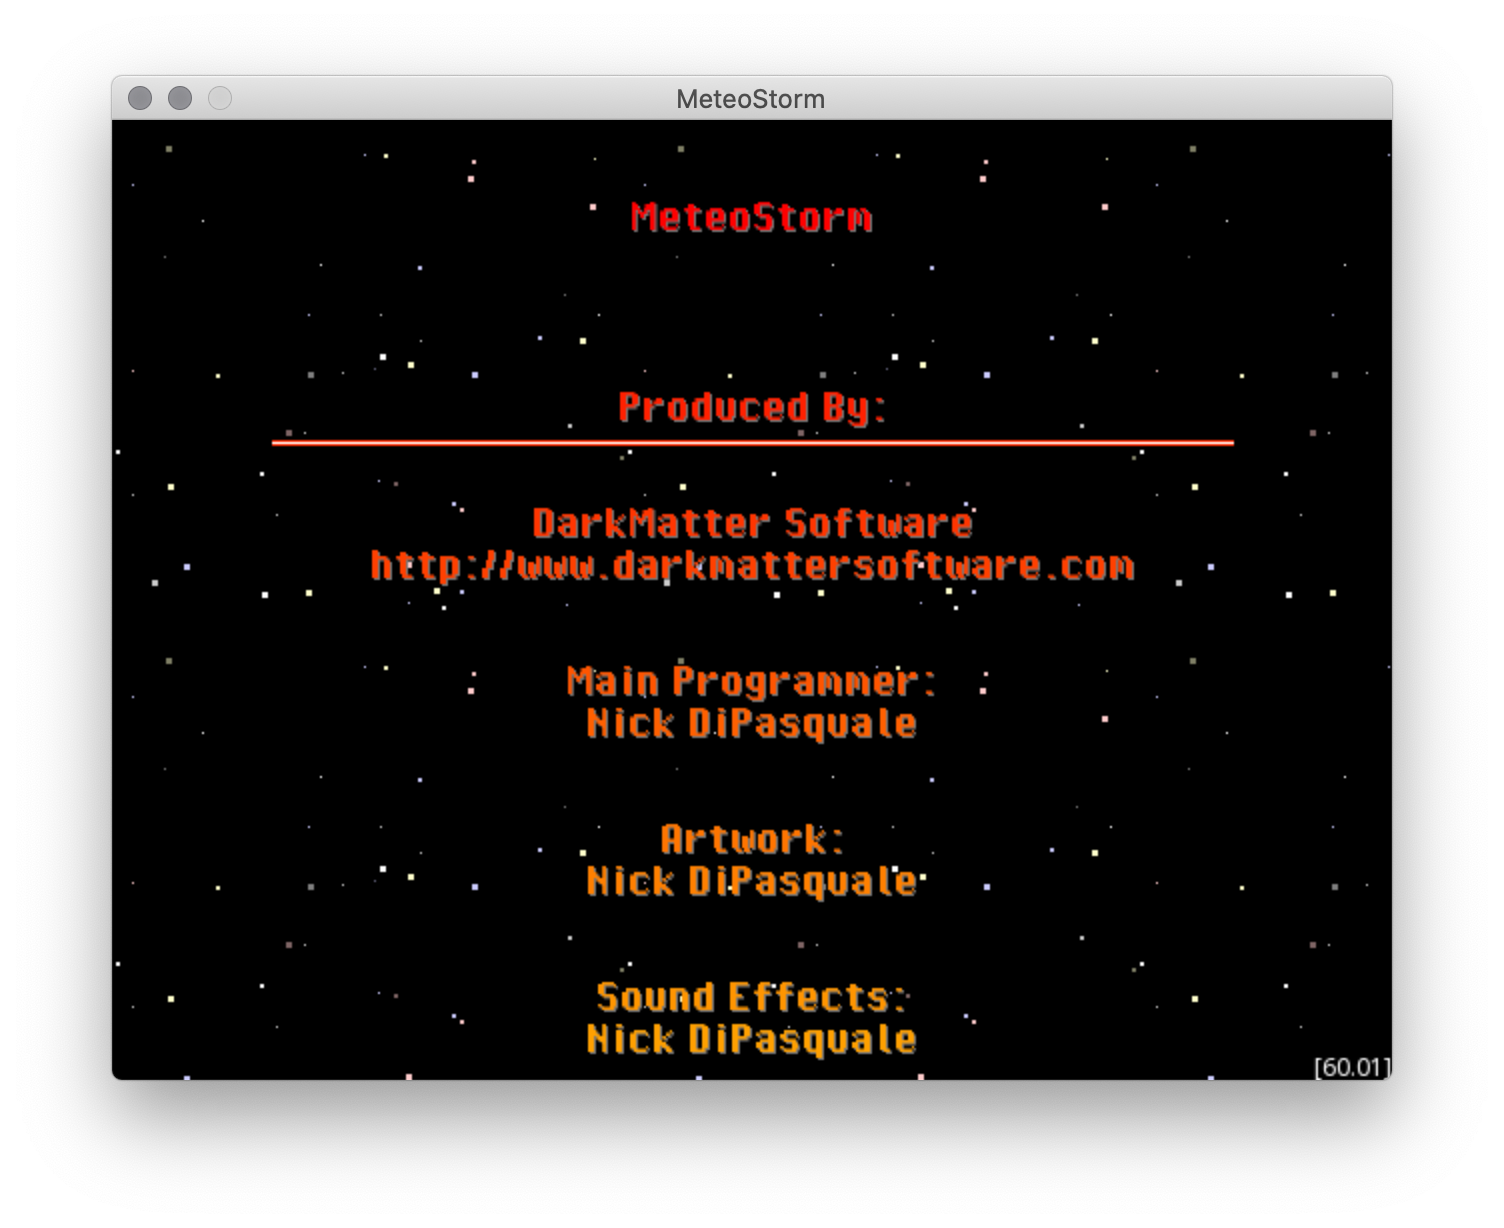 MeteoStorm
MeteoStorm
Produced By:
DarkMatter Software
http://www.darkmattersoftware.com
Main Programmer:
Nick DiPasquale
Artwork:
Nick DiPasquale
Sound Effects:
Nick DiPasquale
[60.01]